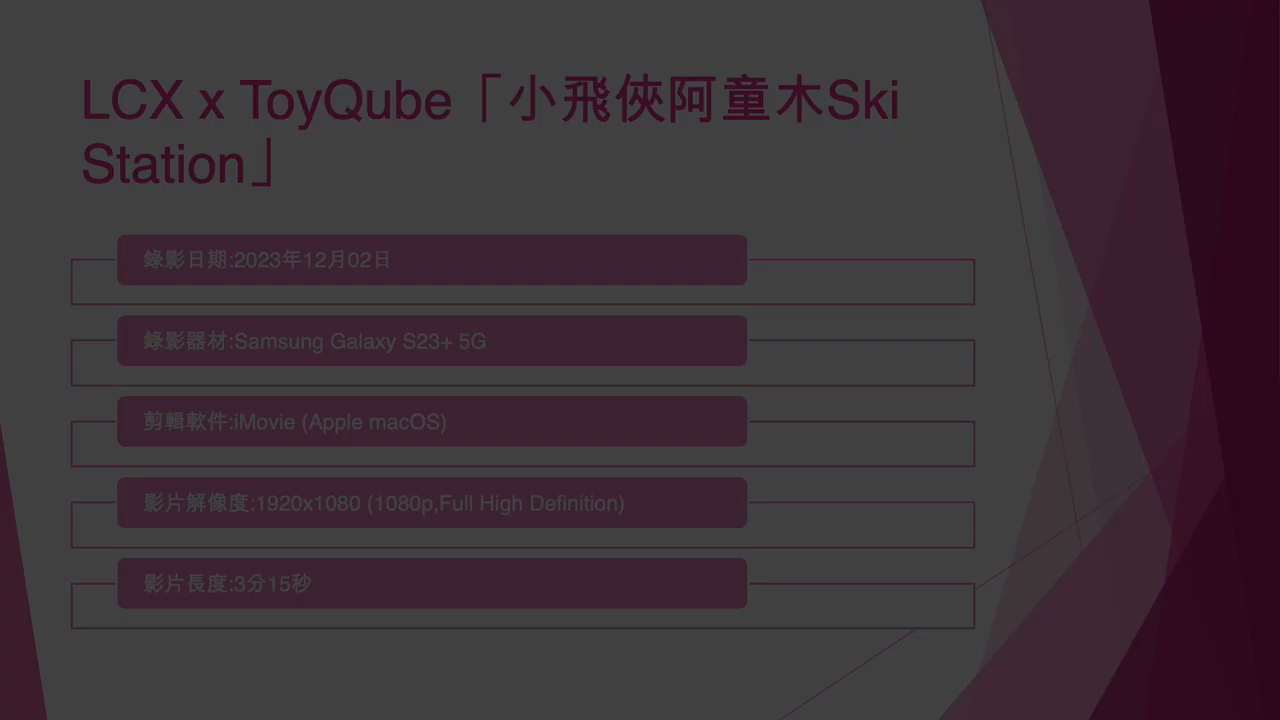 LCX x ToyQube「小飛俠阿童木Ski
Station」
錄影日期:2023年12月02日
錄影器材:Samsung Galaxy S23+ 5G
剪輯軟件:iMovie (Apple macOS)
影片解像度:1920x1080 (1080p,Full High Definition)
影片長度:3分15秒